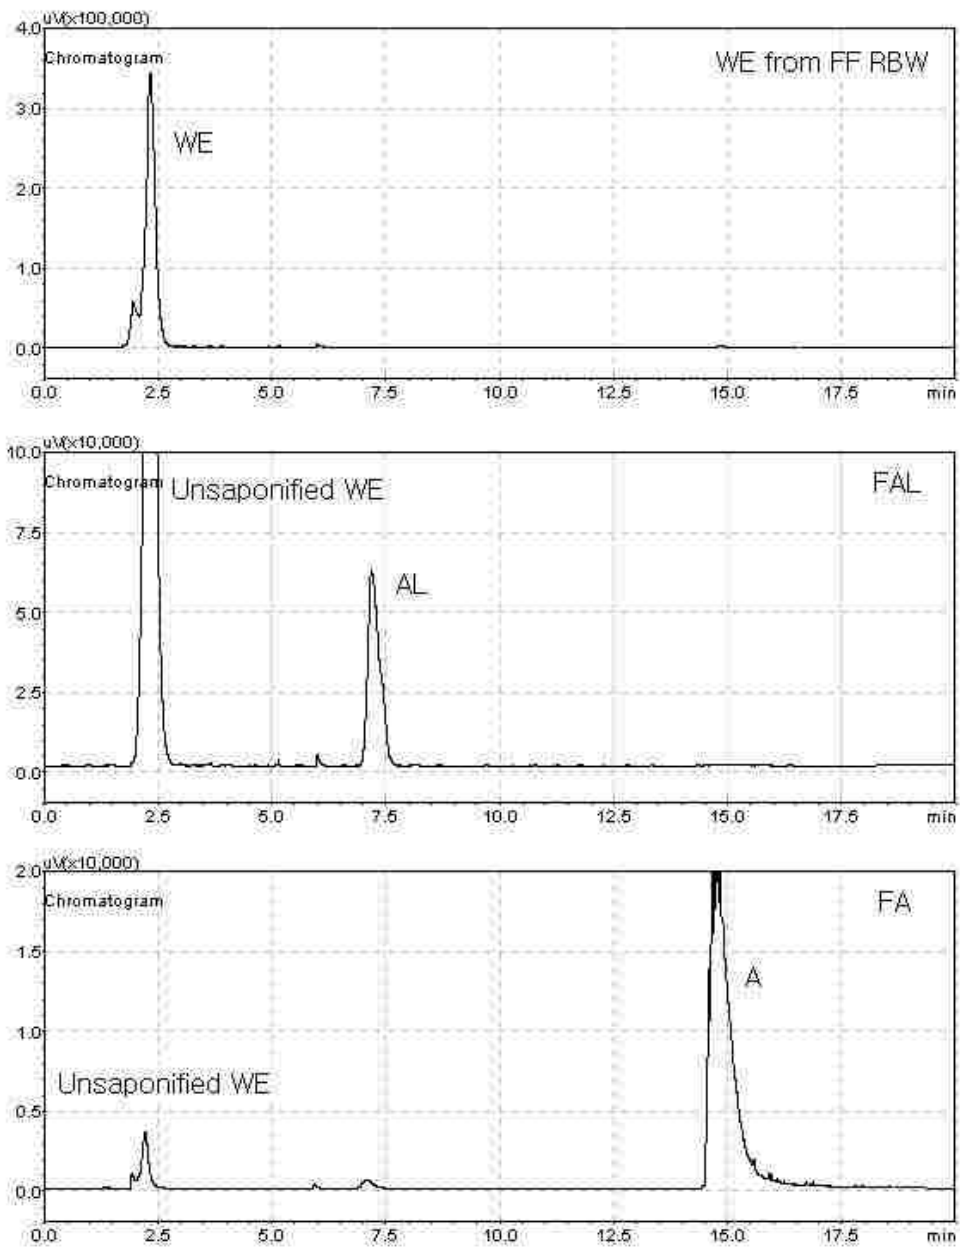 uV(x100,000)
4.0
Chromatogram
WE from FF RBW
3.0
WE
2.0
1.0
0.0
0.0 2.5 5.0 7.5 10.0 12.5 15.0 17.5 min
uV(x10,000)
10.0
Chromatogram
Unsaponified WE
FAL
7.5
AL
5.0
2.5
0.0
0.0 2.5 5.0 7.5 10.0 12.5 15.0 17.5 min
uV(x10,000)
2.0
Chromatogram
FA
1.5
A
1.0
Unsaponified WE
0.5
0.0
0.0 2.5 5.0 7.5 10.0 12.5 15.0 17.5 min